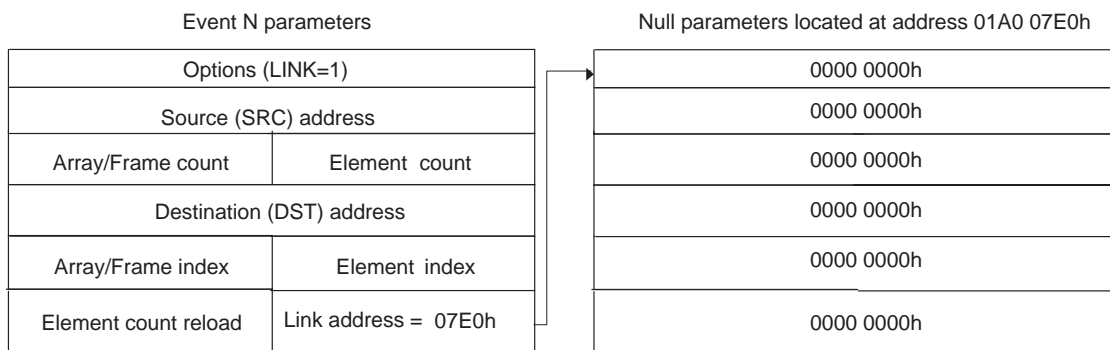 Event N parameters
Options (LINK=1)
Source (SRC) address
Array/Frame count
Element count
Destination (DST) address
Array/Frame index
Element index
Element count reload
Link address = 07E0h
Null parameters located at address 01A0 07E0h
0000 0000h
0000 0000h
0000 0000h
0000 0000h
0000 0000h
0000 0000h